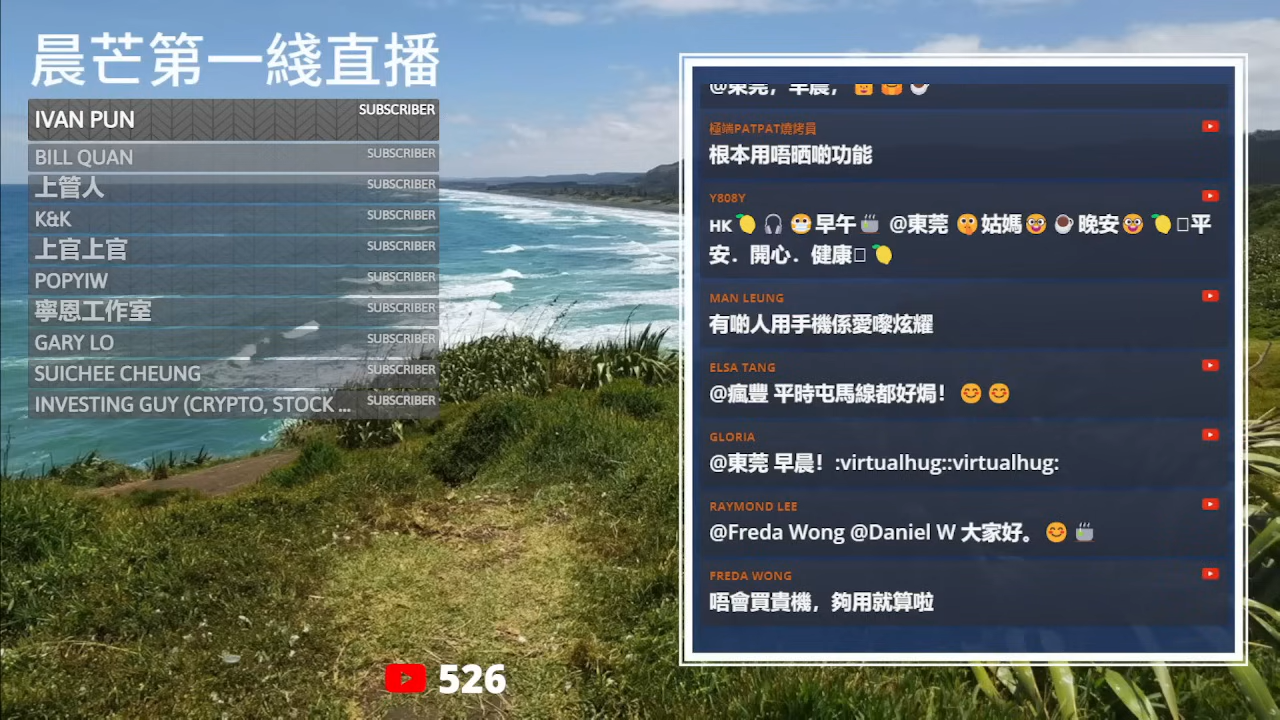 晨芒第一綫直播
IVAN PUN SUBSCRIBER
BILL QUAN SUBSCRIBER
上管人 SUBSCRIBER
K&K SUBSCRIBER
上官上官 SUBSCRIBER
POPYIW SUBSCRIBER
寧恩工作室 SUBSCRIBER
GARY LO SUBSCRIBER
SUICHEE CHEUNG SUBSCRIBER
INVESTING GUY (CRYPTO, STOCK ... SUBSCRIBER
526
@東莞，早晨，
極端PATPAT燒烤員
根本用唔晒啲功能
Y808Y
HK🍋🎧😷早午🍵 @東莞 🤫姑媽🤡☕晚安🤡🍋平
安．開心．健康🍋
MAN LEUNG
有啲人用手機係愛嚟炫耀
ELSA TANG
@瘋豐 平時屯馬線都好焗！😊😊
GLORIA
@東莞 早晨！:virtualhug::virtualhug:
RAYMOND LEE
@Freda Wong @Daniel W 大家好。😊🍵
FREDA WONG
唔會買貴機，夠用就算啦